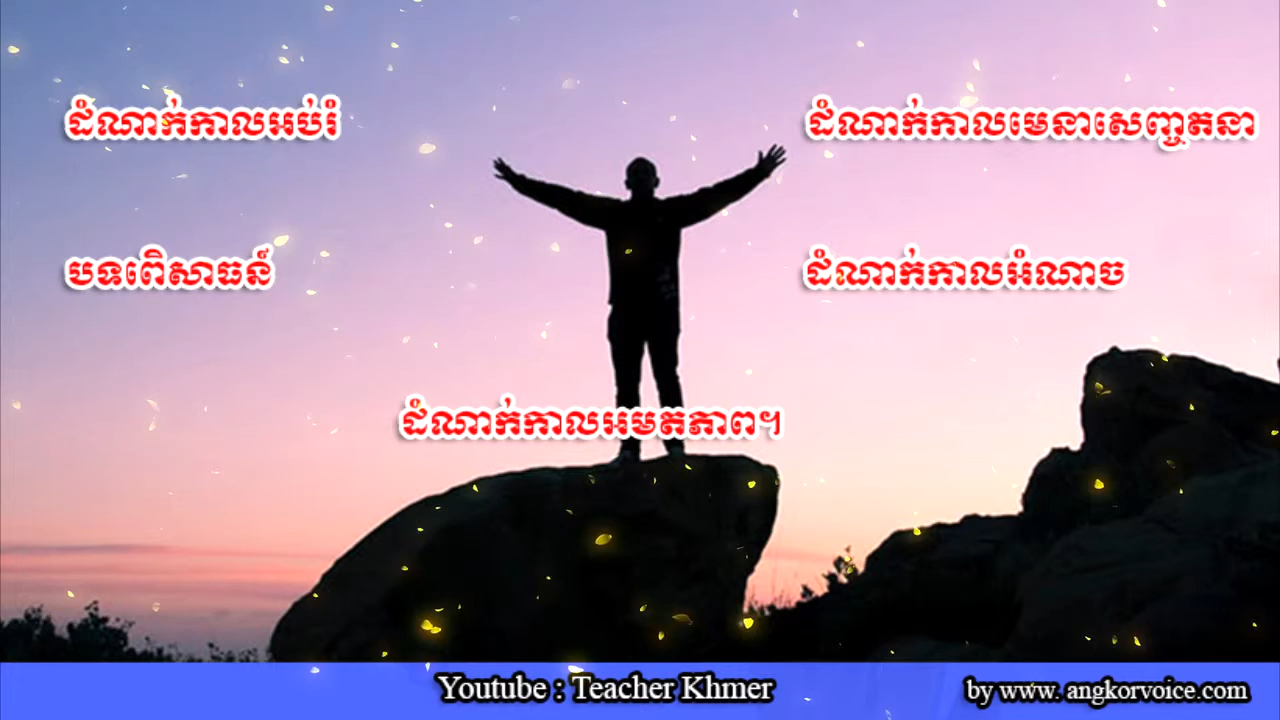 ដំណាក់កាលអប់រំ
ដំណាក់កាលមេនាសេញ្ចតនា
បទពេិសាធន៍
ដំណាក់កាលអំណាច
ដំណាក់កាលអមតភាព។
Youtube : Teacher Khmer
by www. angkorvoice.com